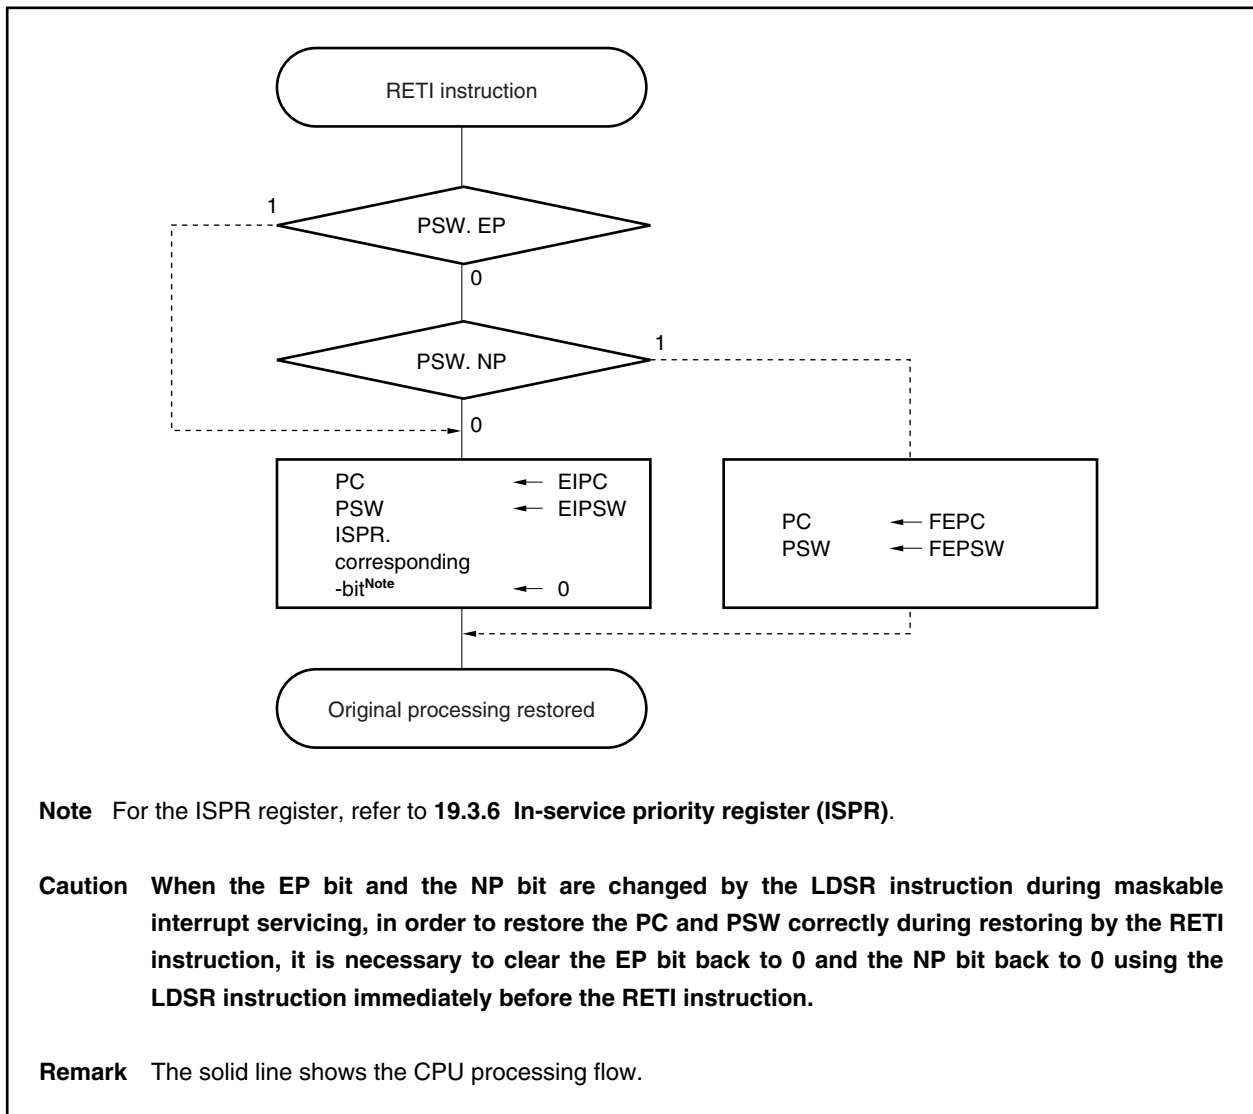 RETI instruction
1
PSW. EP
0
PSW. NP
1
0
PC ← EIPC
PSW ← EIPSW
ISPR.
corresponding
-bitNote ← 0
PC ← FEPC
PSW ← FEPSW
Original processing restored
Note For the ISPR register, refer to 19.3.6 In-service priority register (ISPR).
Caution When the EP bit and the NP bit are changed by the LDSR instruction during maskable
interrupt servicing, in order to restore the PC and PSW correctly during restoring by the RETI
instruction, it is necessary to clear the EP bit back to 0 and the NP bit back to 0 using the
LDSR instruction immediately before the RETI instruction.
Remark The solid line shows the CPU processing flow.